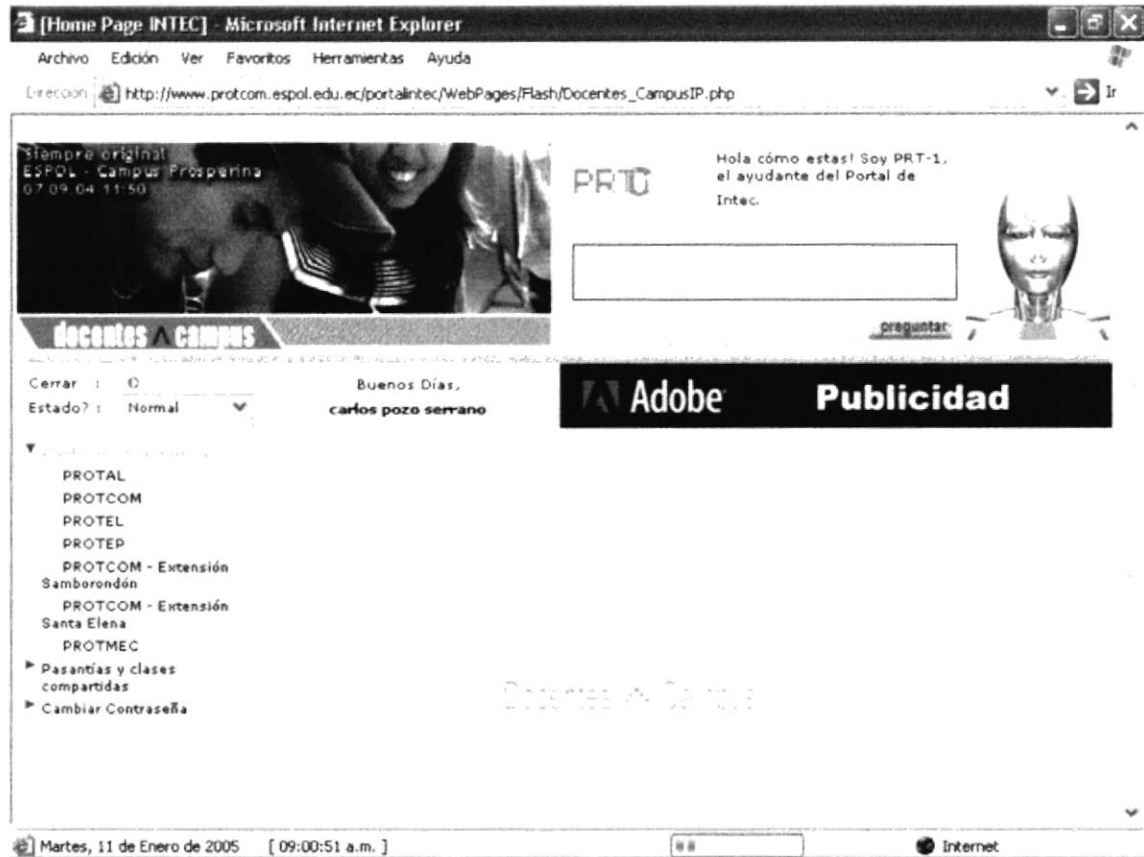 [Home Page INTEC] - Microsoft Internet Explorer
Archivo Edición Ver Favoritos Herramientas Ayuda
Dirección http://www.protcom.espol.edu.ec/portalintec/WebPages/Flash/Docentes_CampusIP.php Ir
Siempre original
ESPOL - Campus Prosperina
07.09.04 11:50
Hola cómo estas! Soy PRT-1,
el ayudante del Portal de
Intec.
preguntar
docentes campus
Cerrar :
Estado? : Normal
Buenos Días,
carlos pozo serrano
Adobe Publicidad
PROTAL
PROTCOM
PROTEL
PROTEP
PROTCOM - Extensión
Samborondón
PROTCOM - Extensión
Santa Elena
PROTMEC
Pasantías y clases
compartidas
Cambiar Contraseña
Docentes Campus
Martes, 11 de Enero de 2005 [ 09:00:51 a.m. ] Internet